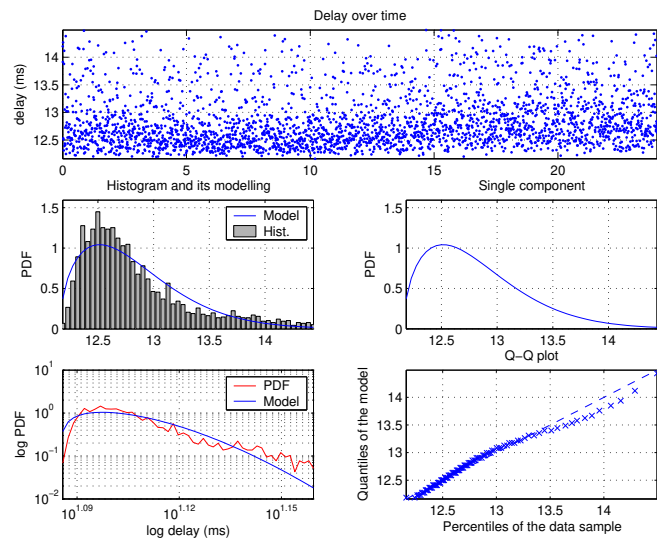 Delay over time
delay (ms)
14
13.5
13
12.5
0 5 10 15 20
Histogram and its modelling
PDF
1.5
1
0.5
0
Model
Hist.
12.5 13 13.5 14
Single component
PDF
1.5
1
0.5
0
12.5 13 13.5 14
log PDF
10^1
10^0
10^−1
10^−2
PDF
Model
10^1.09 10^1.12 10^1.15
log delay (ms)
Q−Q plot
Quantiles of the model
14
13.5
13
12.5
12.5 13 13.5 14
Percentiles of the data sample